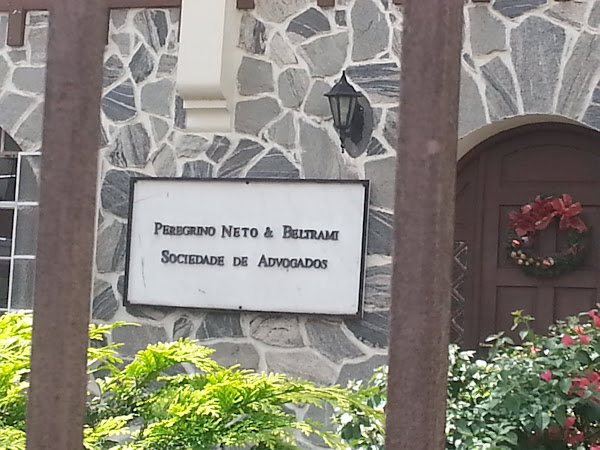 PEREGRINO NETO & BELTRAMI
SOCIEDADE DE ADVOGADOS